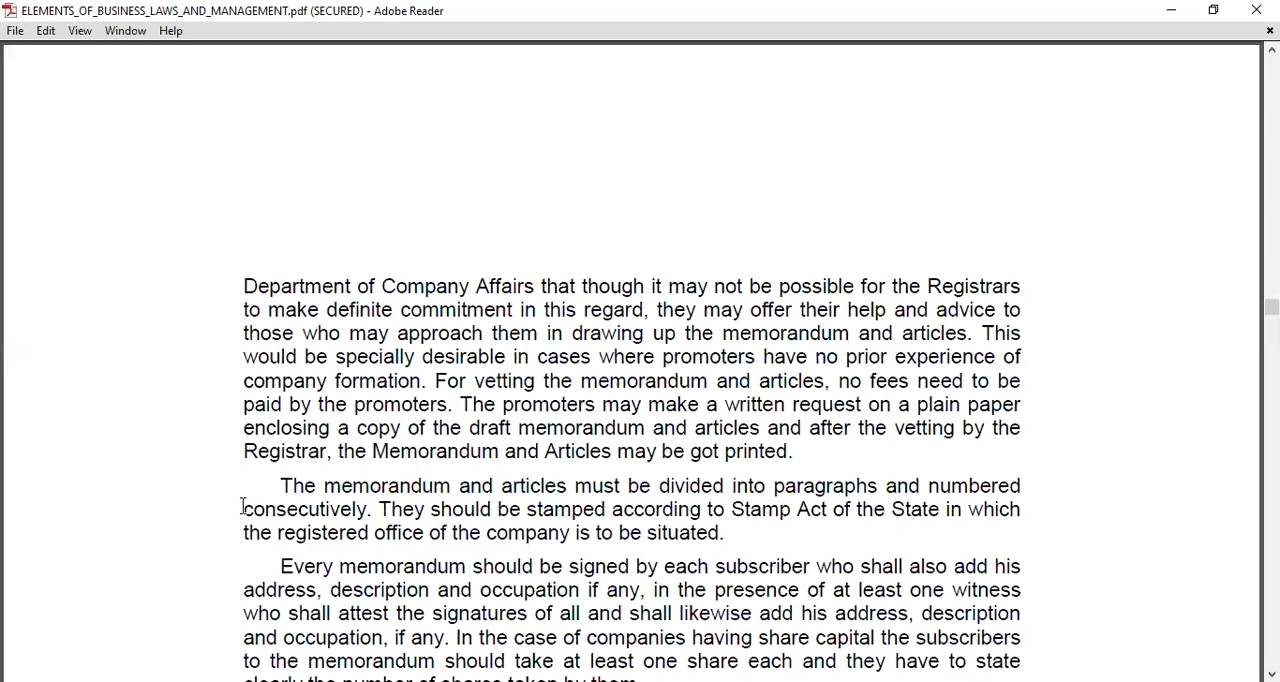 ELEMENTS_OF_BUSINESS_LAWS_AND_MANAGEMENT.pdf (SECURED) - Adobe Reader
File Edit View Window Help
Department of Company Affairs that though it may not be possible for the Registrars
to make definite commitment in this regard, they may offer their help and advice to
those who may approach them in drawing up the memorandum and articles. This
would be specially desirable in cases where promoters have no prior experience of
company formation. For vetting the memorandum and articles, no fees need to be
paid by the promoters. The promoters may make a written request on a plain paper
enclosing a copy of the draft memorandum and articles and after the vetting by the
Registrar, the Memorandum and Articles may be got printed.
The memorandum and articles must be divided into paragraphs and numbered
consecutively. They should be stamped according to Stamp Act of the State in which
the registered office of the company is to be situated.
Every memorandum should be signed by each subscriber who shall also add his
address, description and occupation if any, in the presence of at least one witness
who shall attest the signatures of all and shall likewise add his address, description
and occupation, if any. In the case of companies having share capital the subscribers
to the memorandum should take at least one share each and they have to state
clearly the number of shares taken by them.